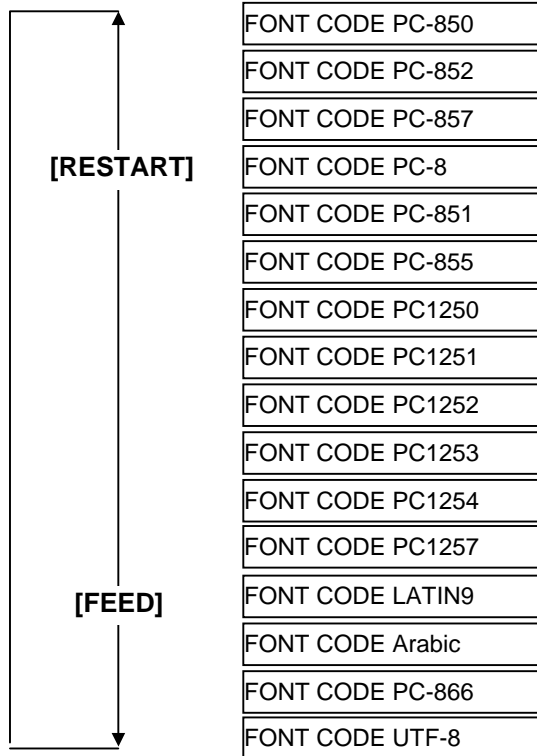 FONT CODE PC-850
FONT CODE PC-852
FONT CODE PC-857
[RESTART]
FONT CODE PC-8
FONT CODE PC-851
FONT CODE PC-855
FONT CODE PC1250
FONT CODE PC1251
FONT CODE PC1252
FONT CODE PC1253
FONT CODE PC1254
FONT CODE PC1257
[FEED]
FONT CODE LATIN9
FONT CODE Arabic
FONT CODE PC-866
FONT CODE UTF-8